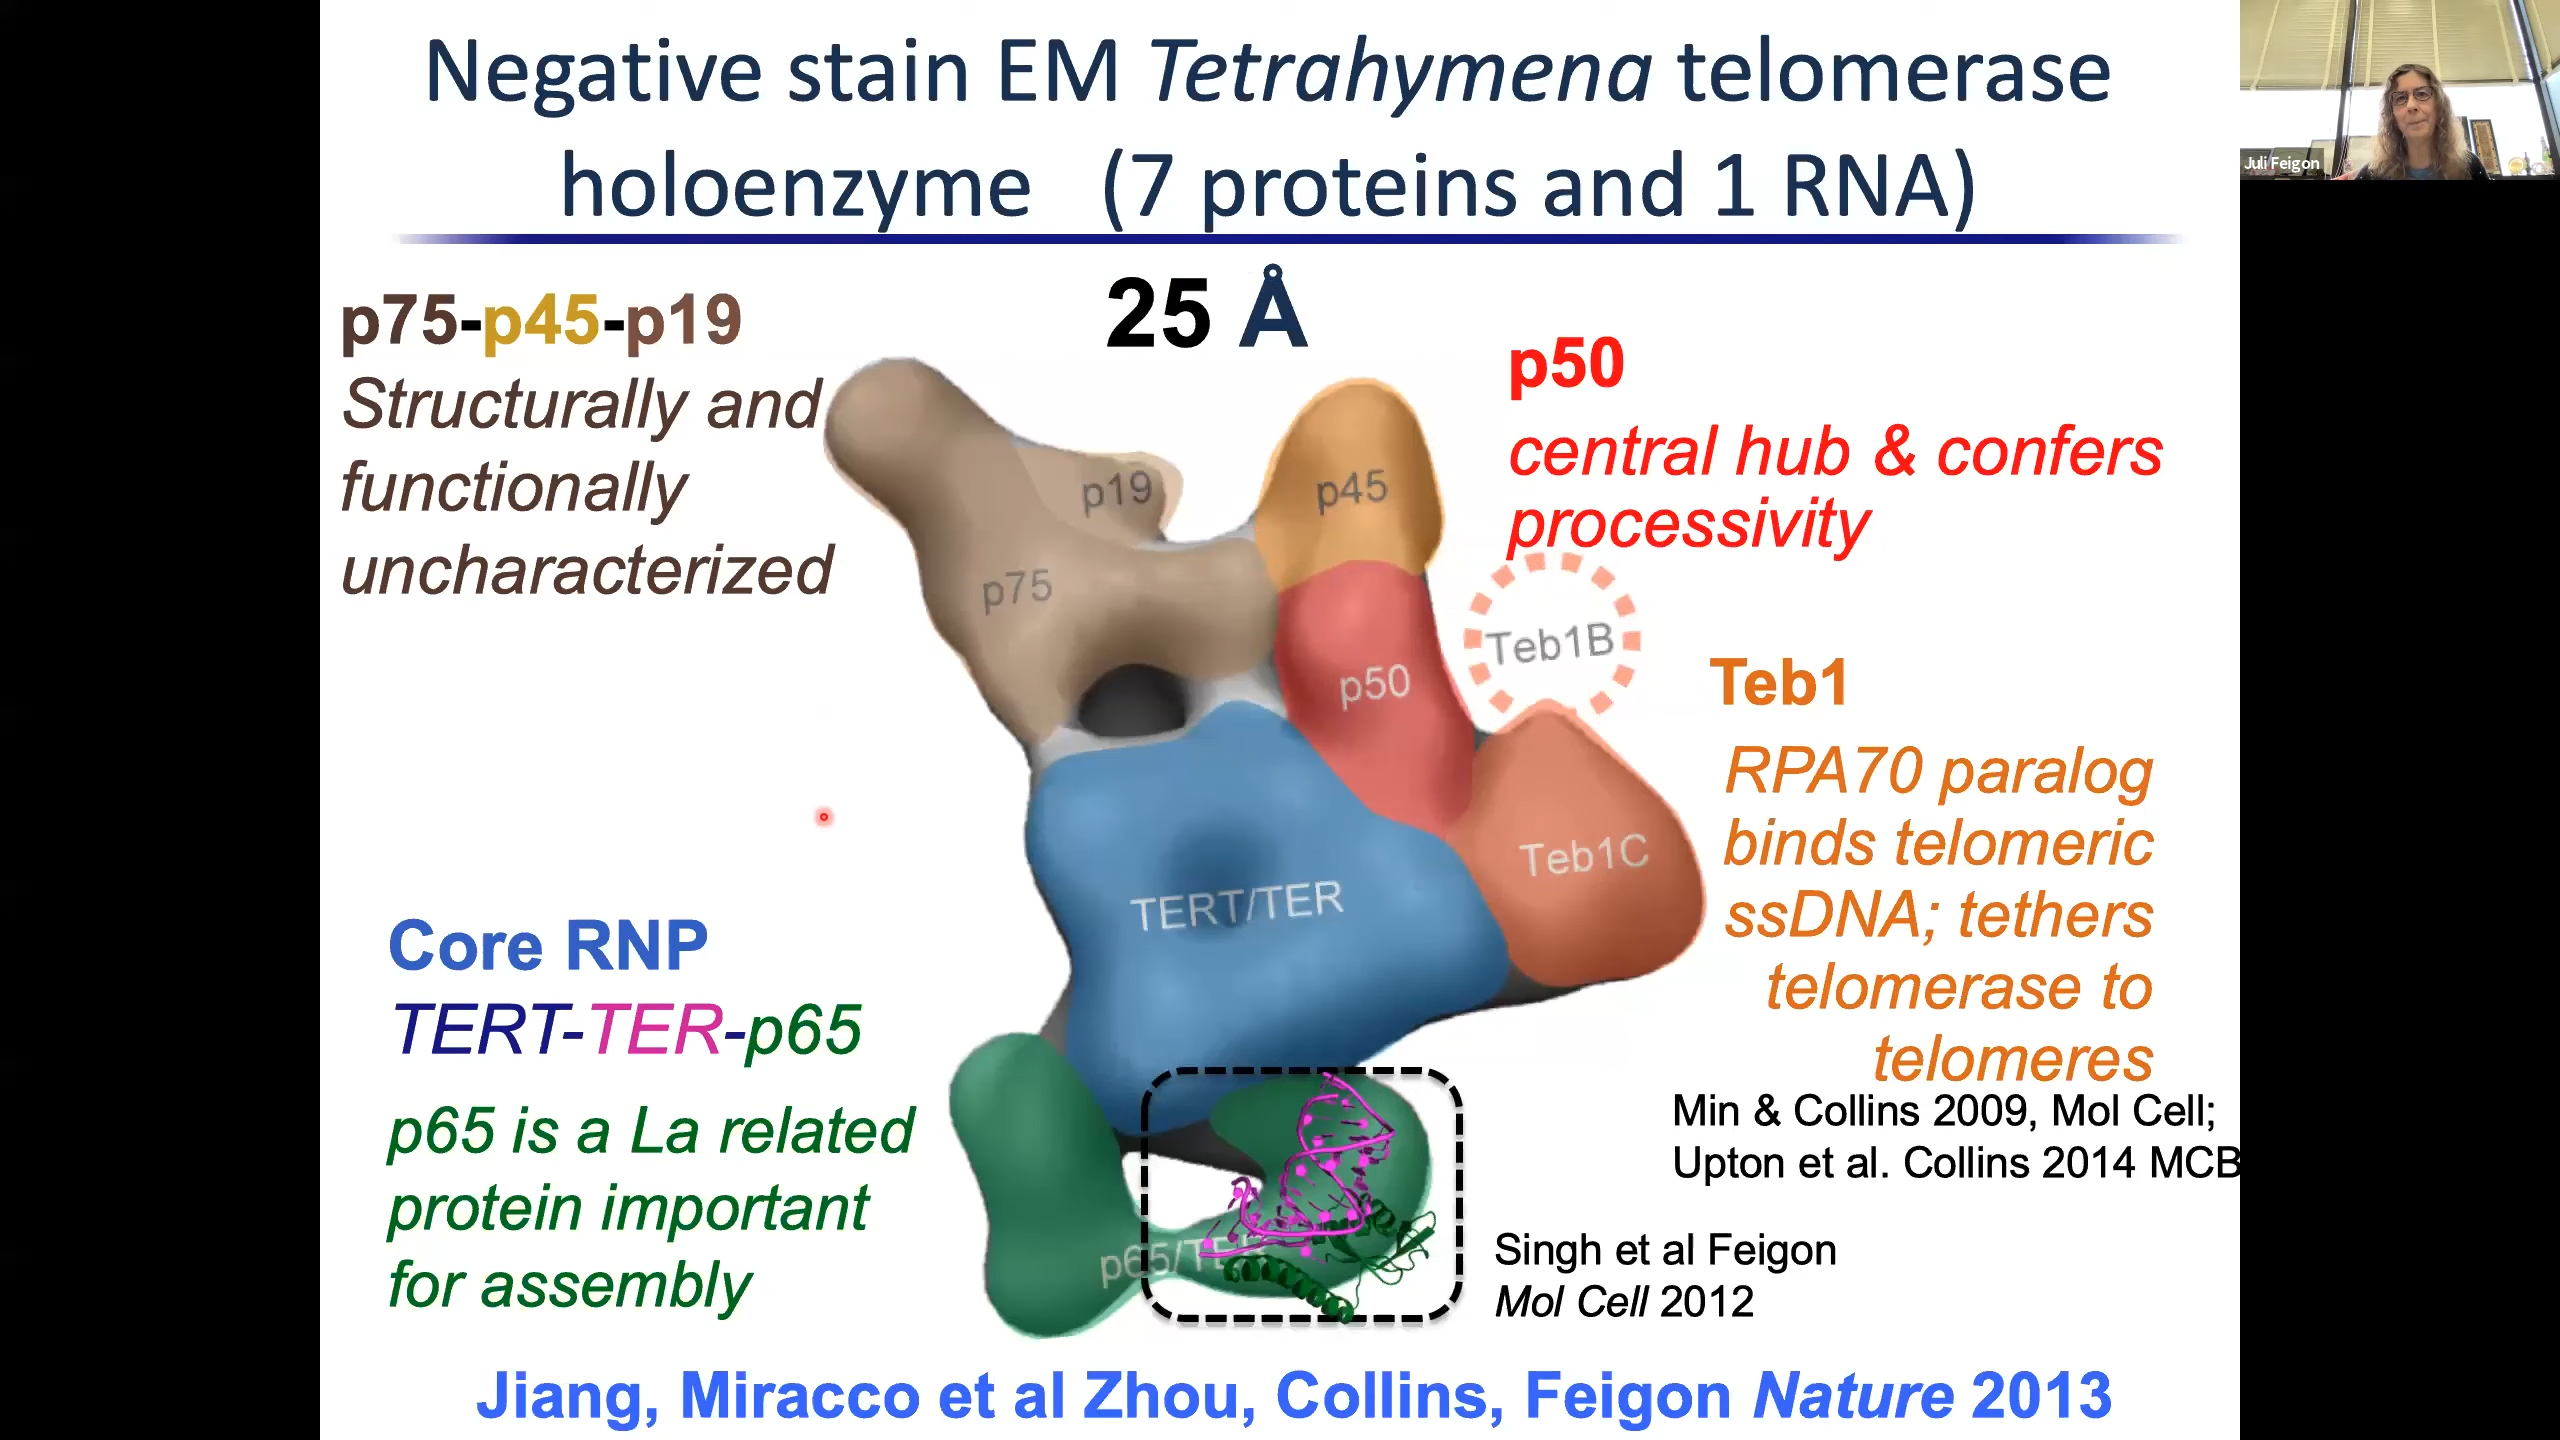 Negative stain EM Tetrahymena telomerase
holoenzyme (7 proteins and 1 RNA)
Juli Feigon
25 Å
p75-p45-p19
Structurally and
functionally
uncharacterized
p50
central hub & confers
processivity
p19
p45
p75
p50
Teb1B
Teb1C
TERT/TER
Teb1
RPA70 paralog
binds telomeric
ssDNA; tethers
telomerase to
telomeres
Min & Collins 2009, Mol Cell;
Upton et al. Collins 2014 MCB
Core RNP
TERT-TER-p65
p65 is a La related
protein important
for assembly
p65/TER
Singh et al Feigon
Mol Cell 2012
Jiang, Miracco et al Zhou, Collins, Feigon Nature 2013